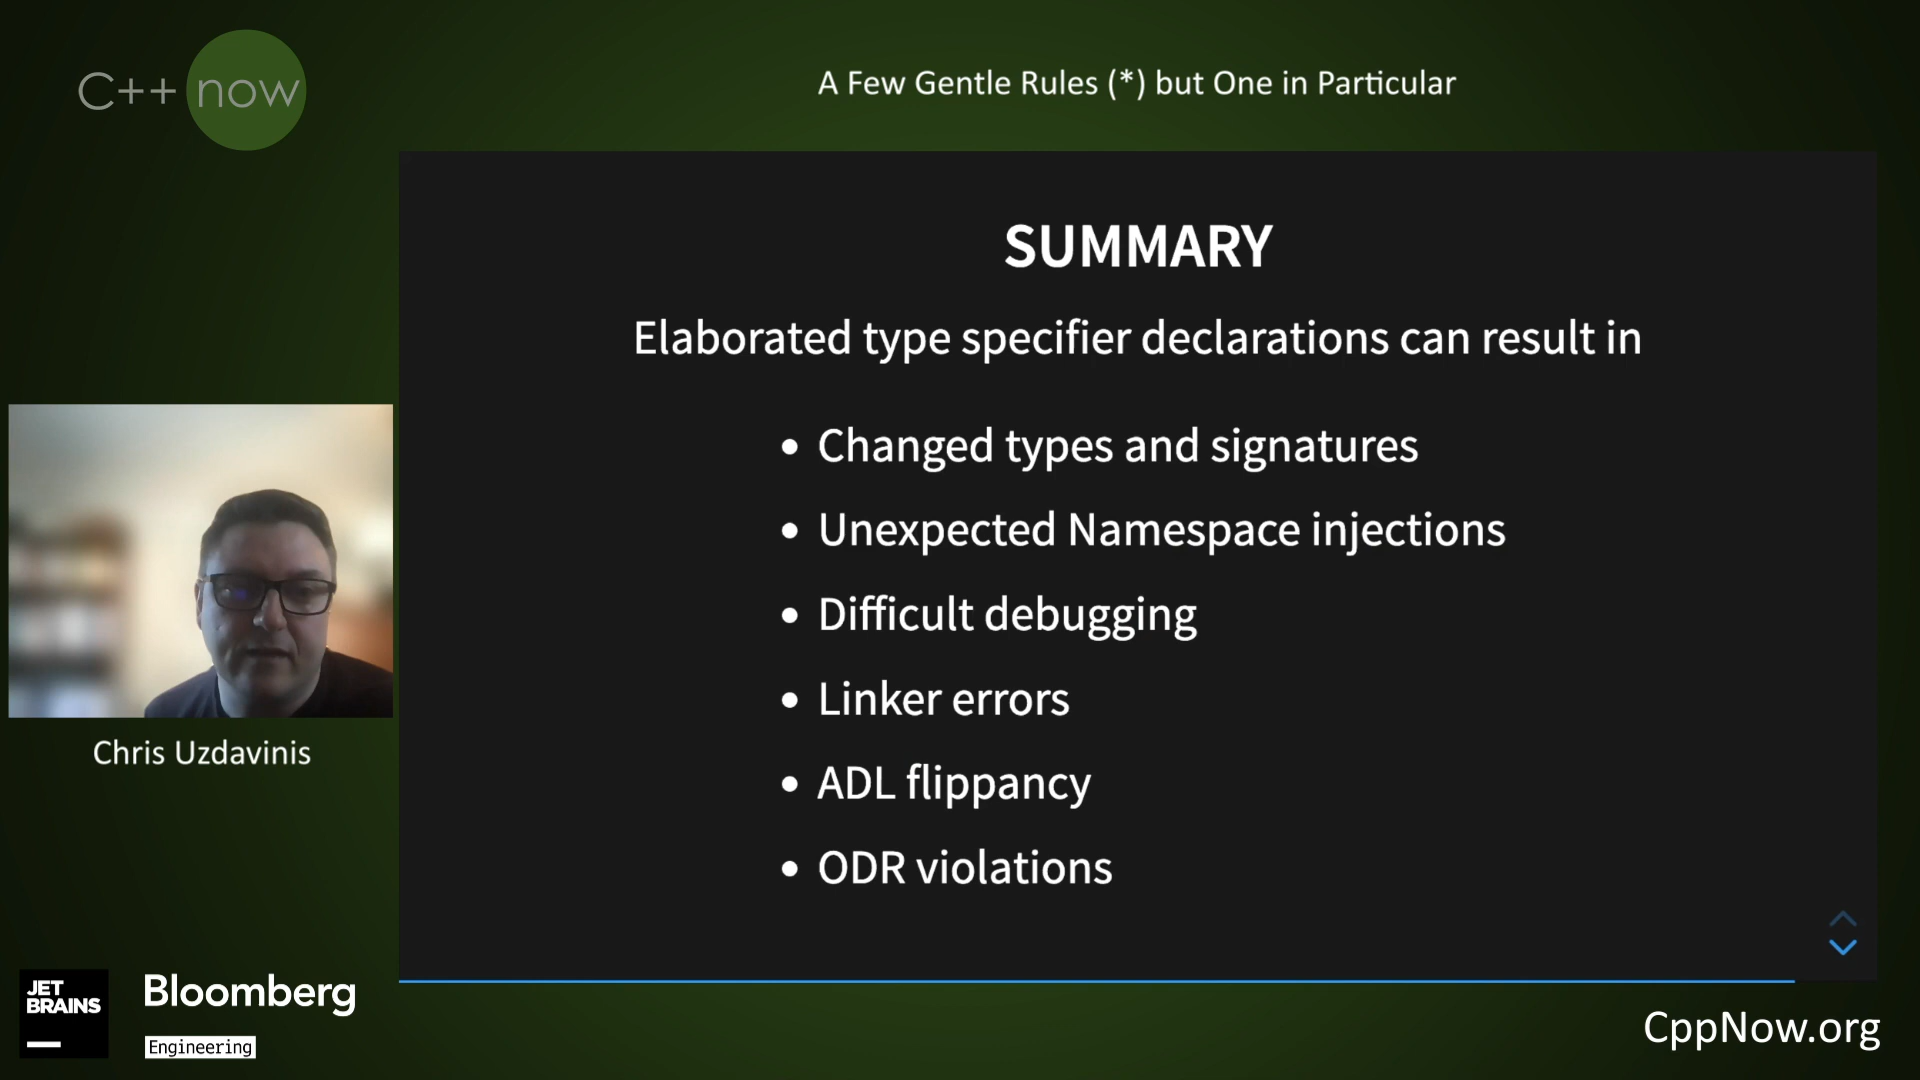 C++ now
A Few Gentle Rules (*) but One in Particular
SUMMARY
Elaborated type specifier declarations can result in
• Changed types and signatures
• Unexpected Namespace injections
• Difficult debugging
• Linker errors
• ADL flippancy
• ODR violations
Chris Uzdavinis
JET
BRAINS
Bloomberg
Engineering
CppNow.org